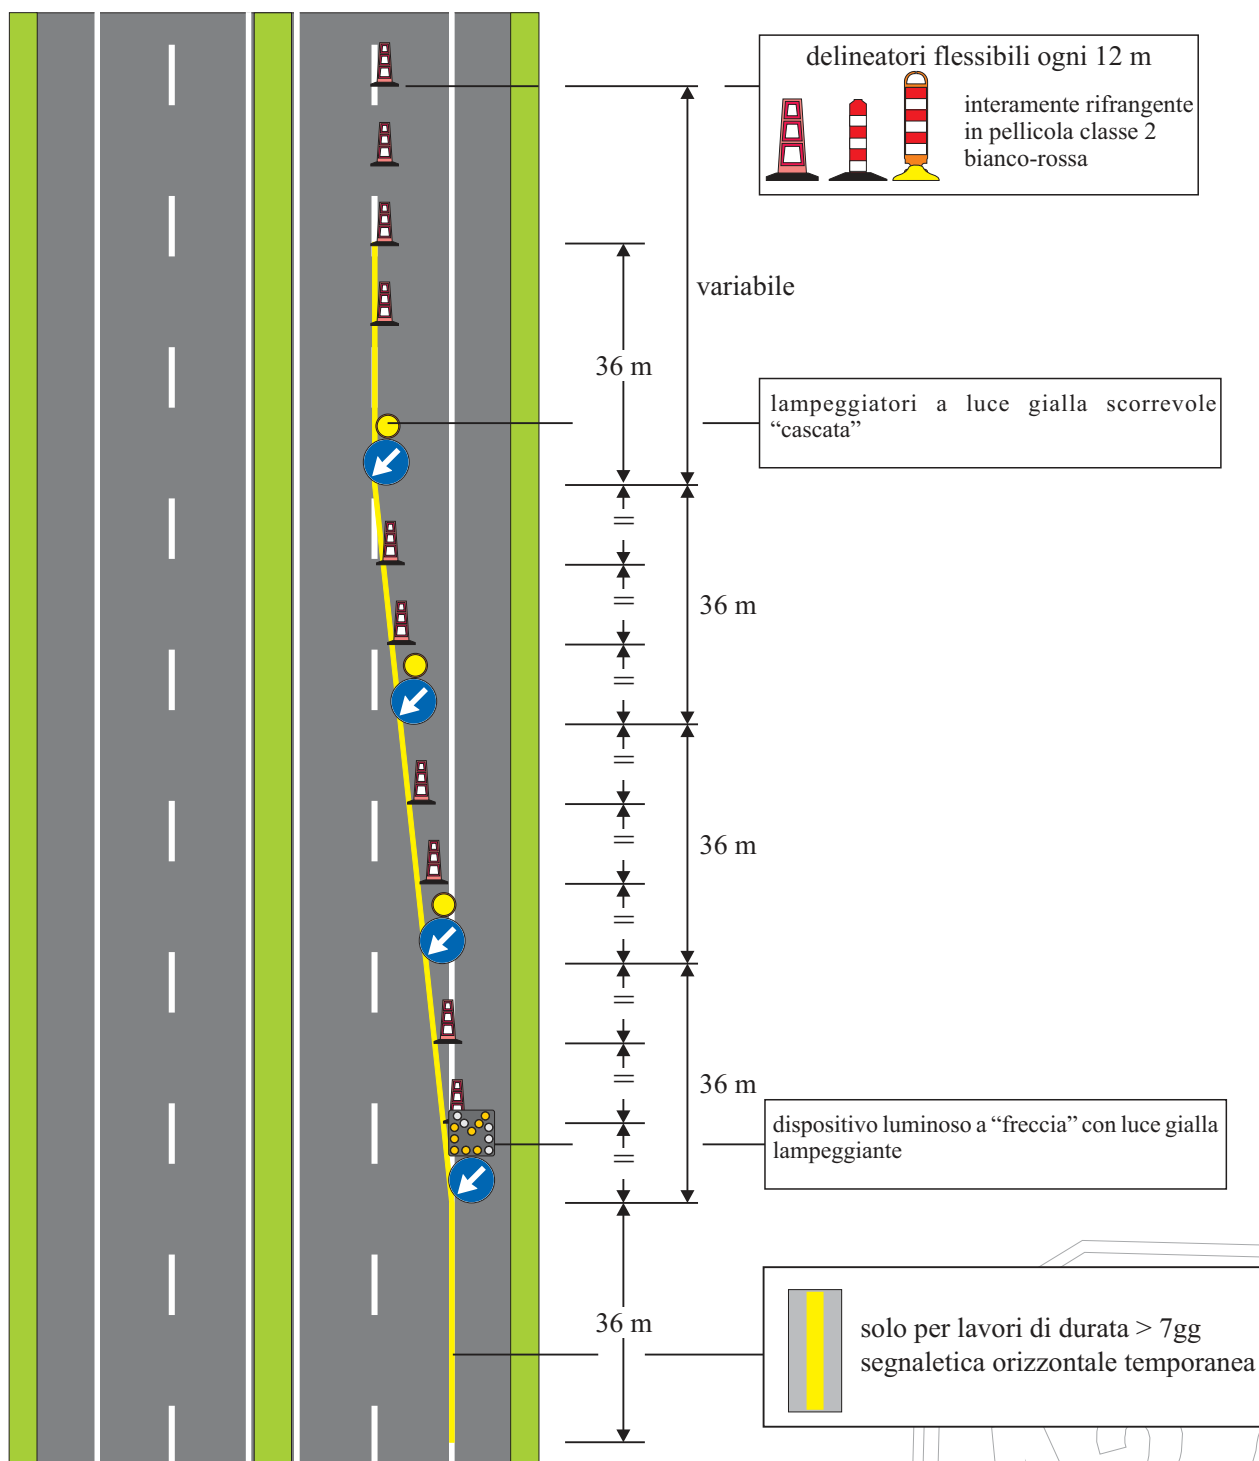 delineatori flessibili ogni 12 m
interamente rifrangente
in pellicola classe 2
bianco-rossa
variabile
36 m
lampeggiatori a luce gialla scorrevole
“cascata”
=
=
36 m
=
=
=
36 m
=
=
=
36 m
dispositivo luminoso a “freccia” con luce gialla
lampeggiante
=
36 m
solo per lavori di durata > 7gg
segnaletica orizzontale temporanea